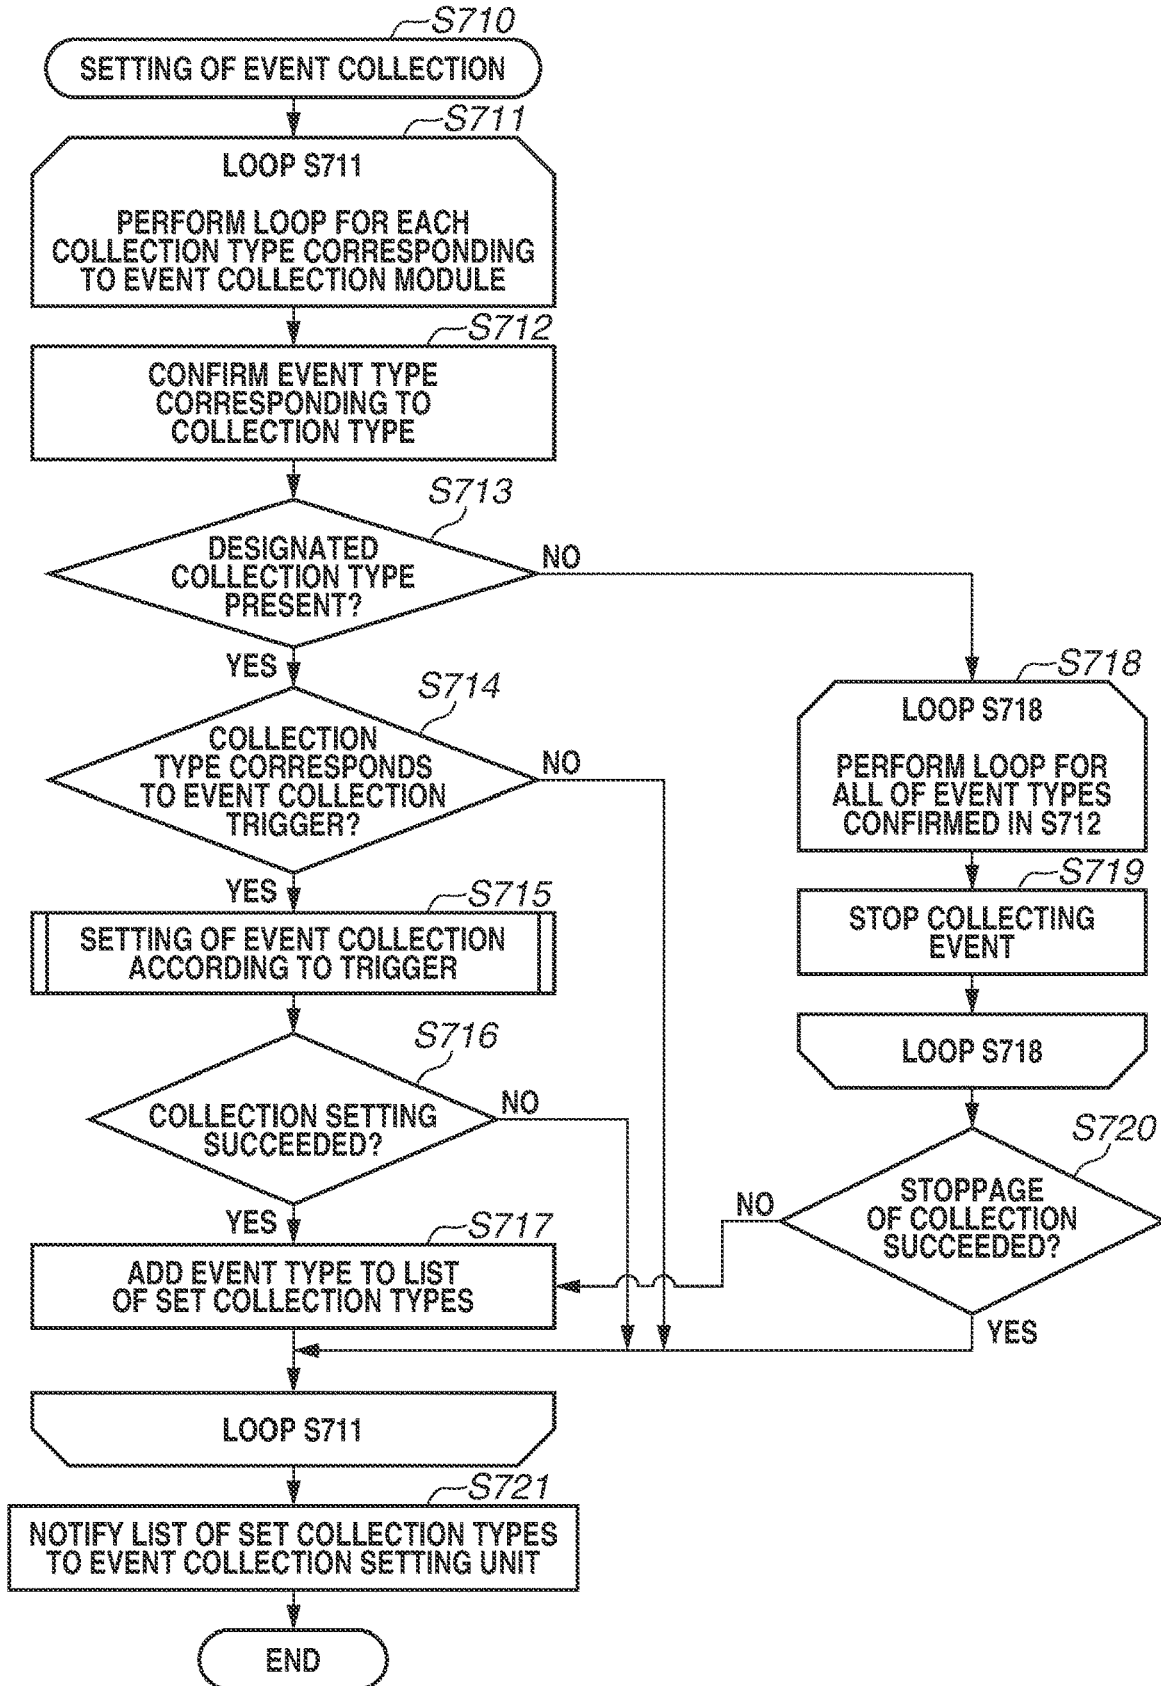 S710
SETTING OF EVENT COLLECTION
S711
LOOP S711
PERFORM LOOP FOR EACH
COLLECTION TYPE CORRESPONDING
TO EVENT COLLECTION MODULE
S712
CONFIRM EVENT TYPE
CORRESPONDING TO
COLLECTION TYPE
S713
DESIGNATED
COLLECTION TYPE
PRESENT?
NO
YES
S714
COLLECTION
TYPE CORRESPONDS
TO EVENT COLLECTION
TRIGGER?
NO
YES
S715
SETTING OF EVENT COLLECTION
ACCORDING TO TRIGGER
S716
COLLECTION SETTING
SUCCEEDED?
NO
YES
S717
ADD EVENT TYPE TO LIST
OF SET COLLECTION TYPES
S718
LOOP S718
PERFORM LOOP FOR
ALL OF EVENT TYPES
CONFIRMED IN S712
S719
STOP COLLECTING
EVENT
LOOP S718
S720
STOPPAGE
OF COLLECTION
SUCCEEDED?
NO
YES
LOOP S711
S721
NOTIFY LIST OF SET COLLECTION TYPES
TO EVENT COLLECTION SETTING UNIT
END